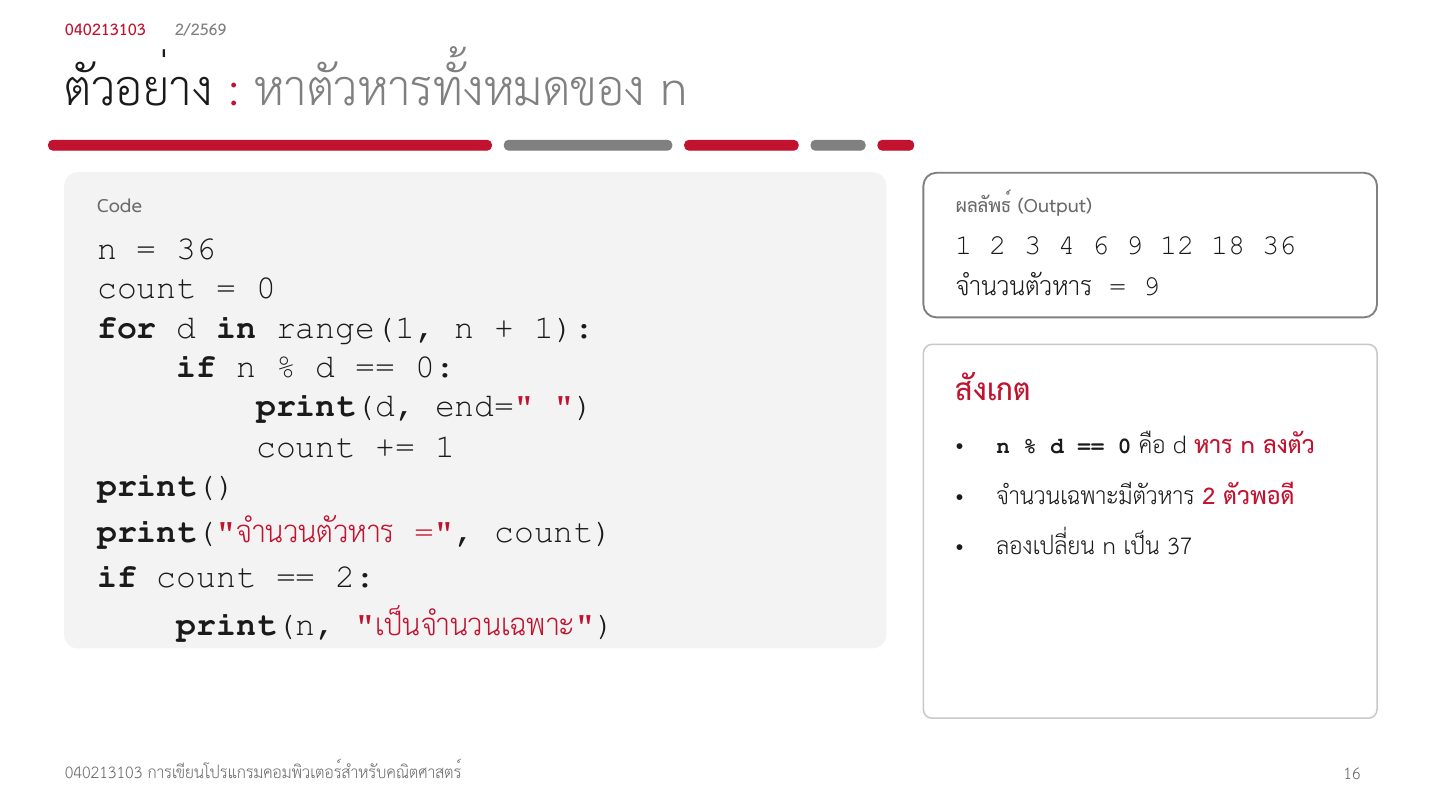 040213103 2/2569
ตัวอย่าง : หาตัวหารทั้งหมดของ n
Code
n = 36
count = 0
for d in range(1, n + 1):
    if n % d == 0:
        print(d, end=" ")
        count += 1
print()
print("จำนวนตัวหาร =", count)
if count == 2:
    print(n, "เป็นจำนวนเฉพาะ")
ผลลัพธ์ (Output)
1 2 3 4 6 9 12 18 36
จำนวนตัวหาร = 9
สังเกต
• n % d == 0 คือ d หาร n ลงตัว
• จำนวนเฉพาะมีตัวหาร 2 ตัวพอดี
• ลองเปลี่ยน n เป็น 37
040213103 การเขียนโปรแกรมคอมพิวเตอร์สำหรับคณิตศาสตร์
16